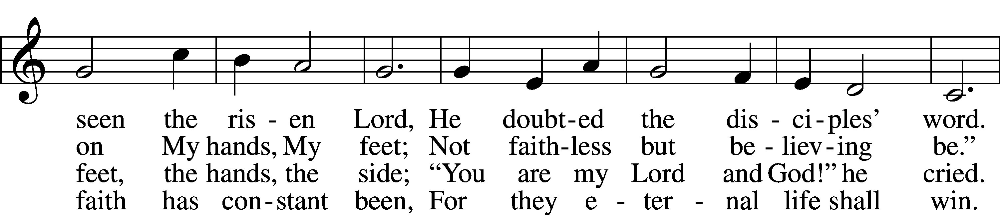 seen the ris - en Lord, He doubt-ed the dis - ci-ples’ word.
on My hands, My feet; Not faith-less but be - liev-ing be.”
feet, the hands, the side; “You are my Lord and God!” he cried.
faith has con-stant been, For they e - ter - nal life shall win.